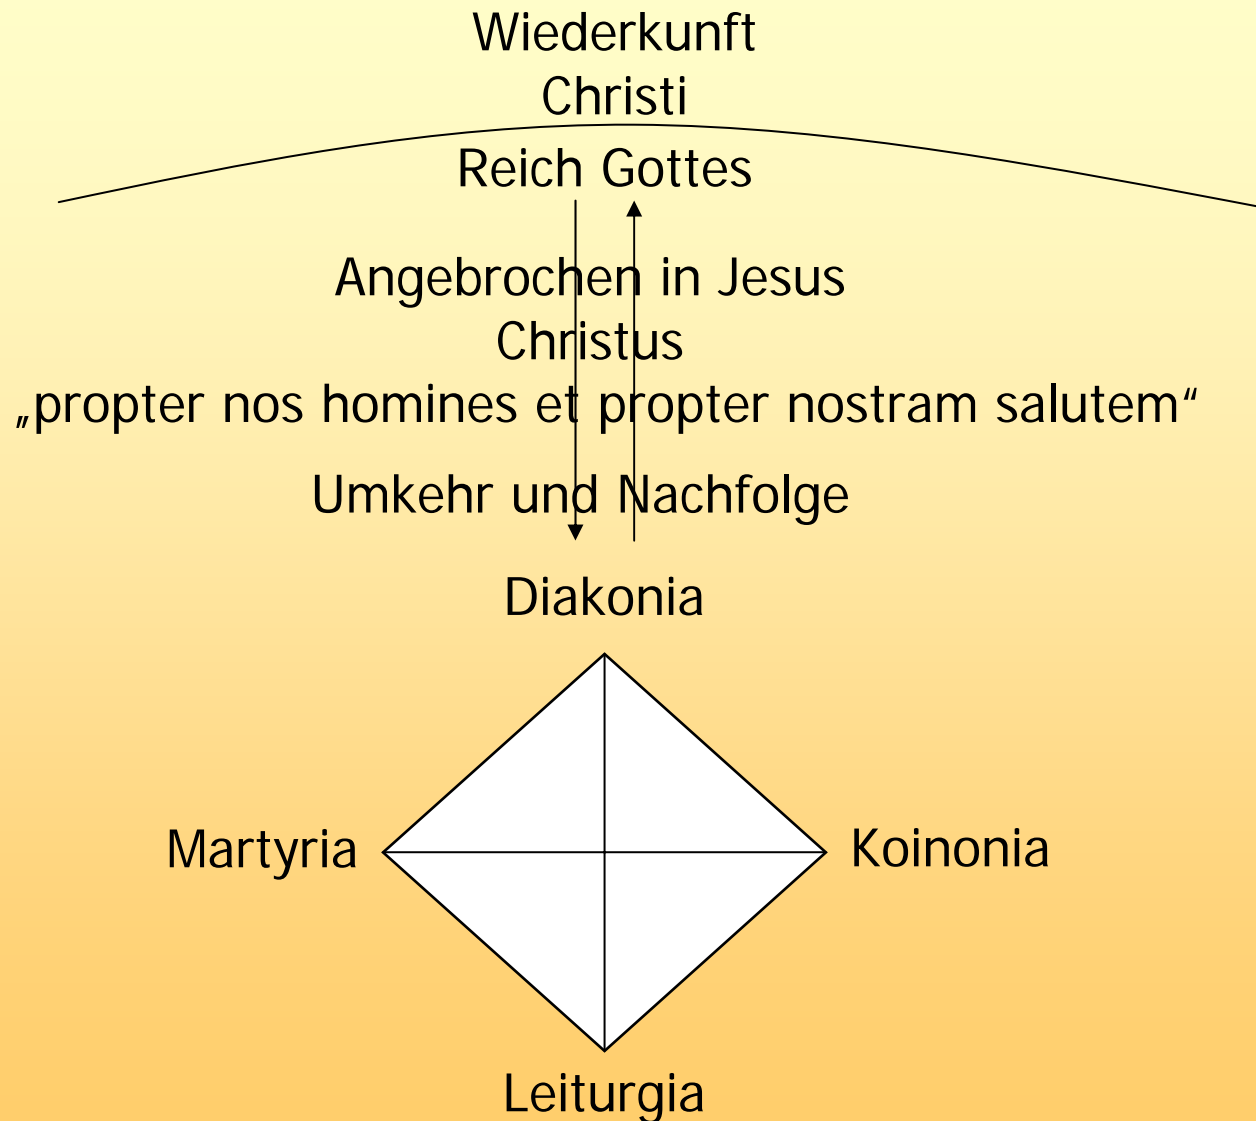 Wiederkunft
Christi
Reich Gottes
Angebrochen in Jesus
Christus
„propter nos homines et propter nostram salutem“
Umkehr und Nachfolge
Diakonia
Martyria
Koinonia
Leiturgia